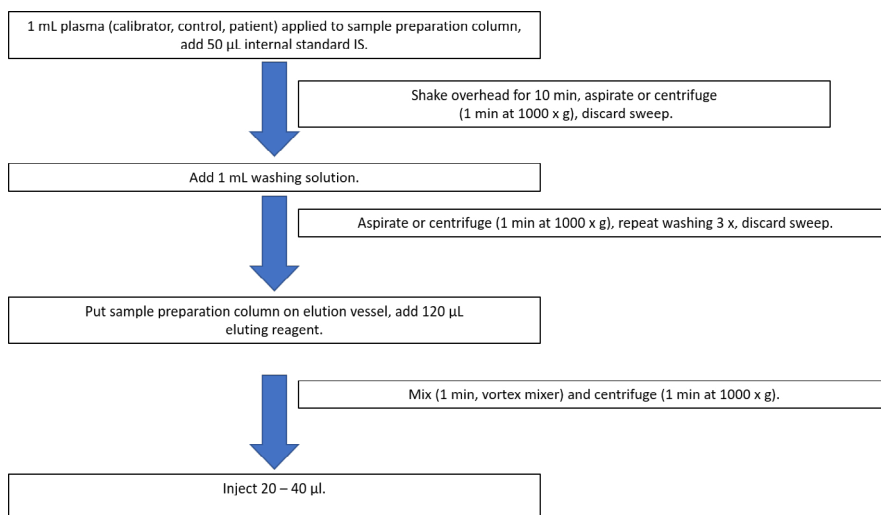 1 mL plasma (calibrator, control, patient) applied to sample preparation column,
add 50 µL internal standard IS.
Shake overhead for 10 min, aspirate or centrifuge
(1 min at 1000 x g), discard sweep.
Add 1 mL washing solution.
Aspirate or centrifuge (1 min at 1000 x g), repeat washing 3 x, discard sweep.
Put sample preparation column on elution vessel, add 120 µL
eluting reagent.
Mix (1 min, vortex mixer) and centrifuge (1 min at 1000 x g).
Inject 20 – 40 µl.